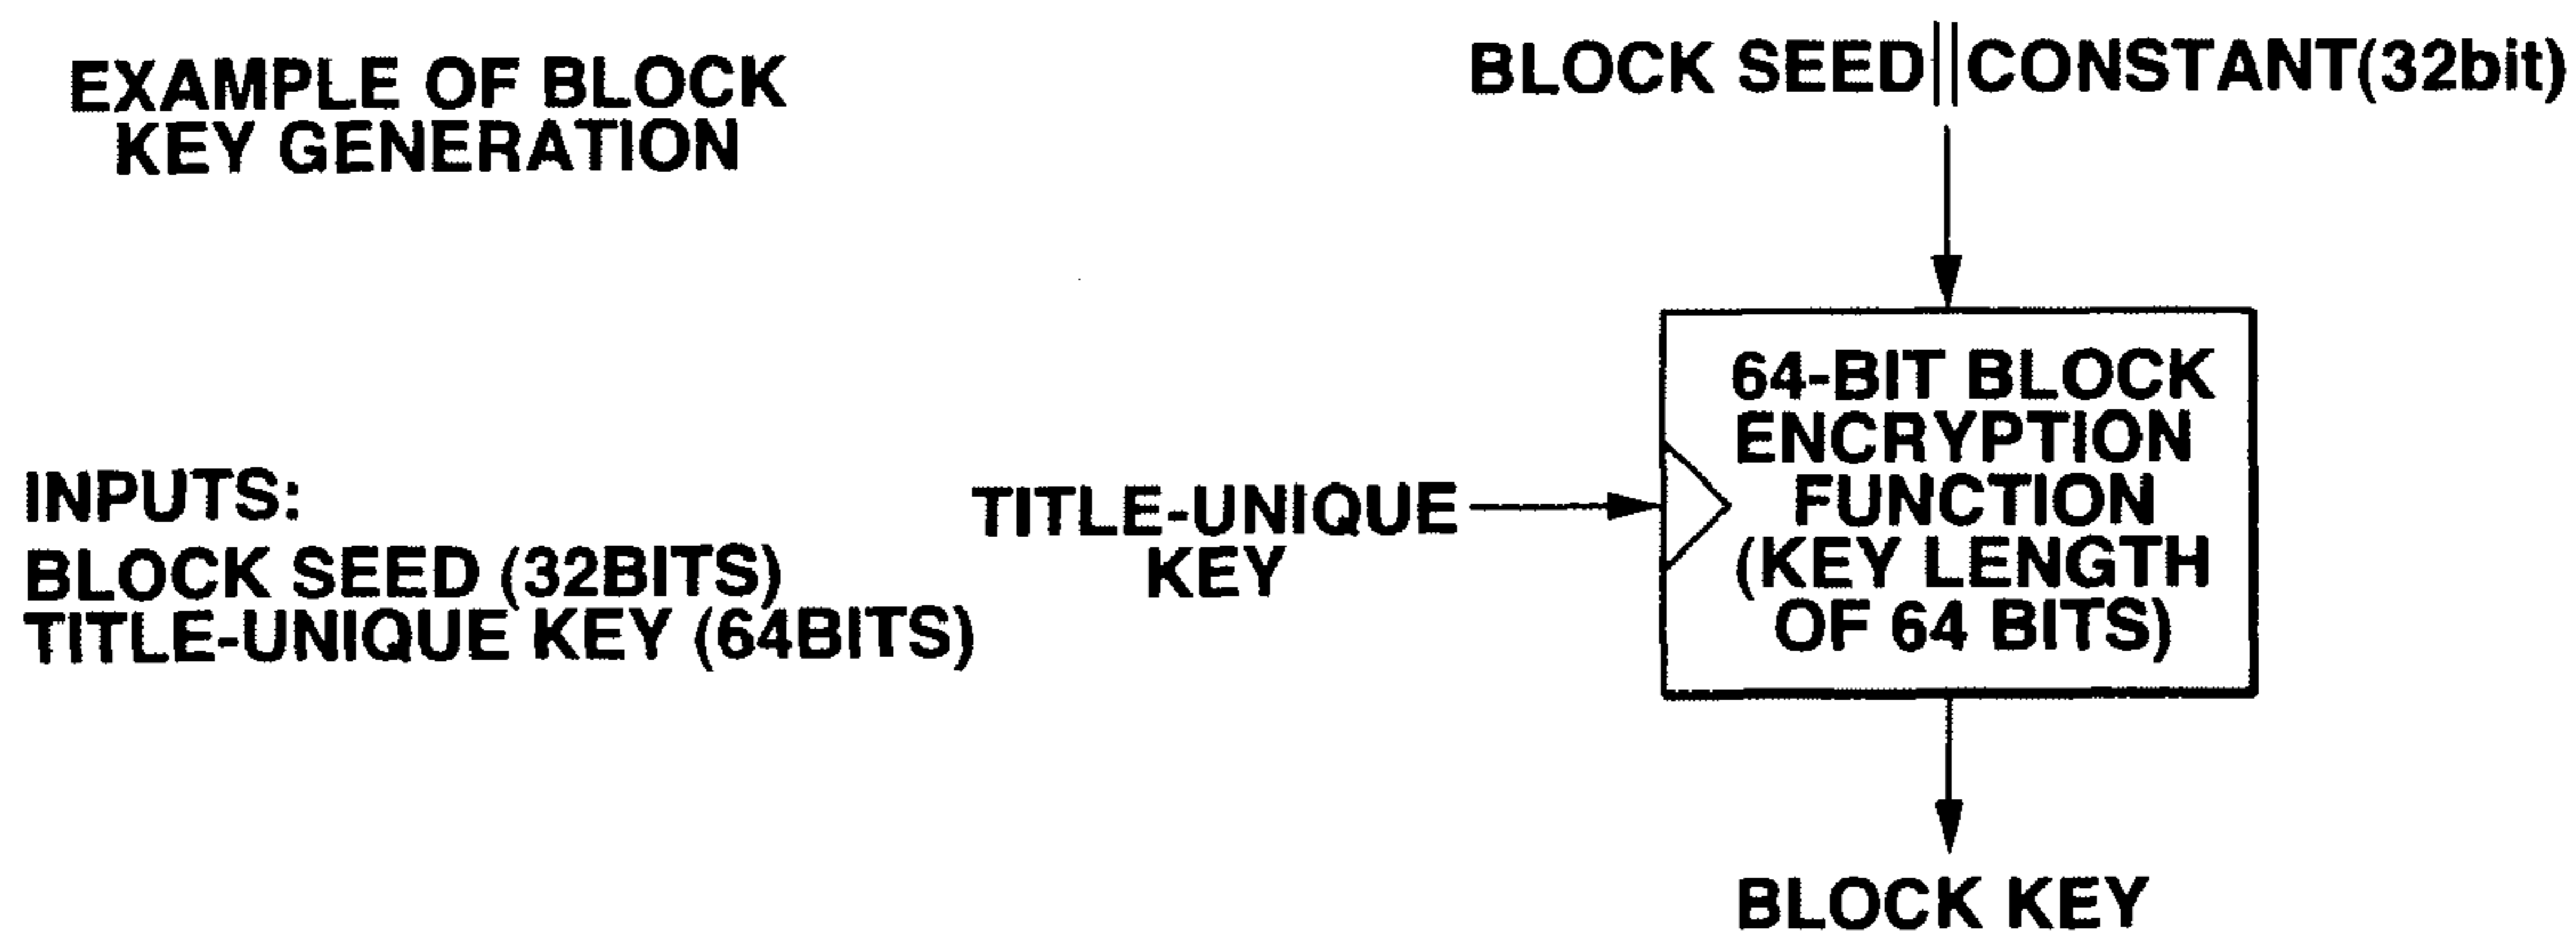 EXAMPLE OF BLOCK
KEY GENERATION
BLOCK SEED||CONSTANT(32bit)
INPUTS:
BLOCK SEED (32BITS)
TITLE-UNIQUE KEY (64BITS)
TITLE-UNIQUE
KEY
64-BIT BLOCK
ENCRYPTION
FUNCTION
(KEY LENGTH
OF 64 BITS)
BLOCK KEY